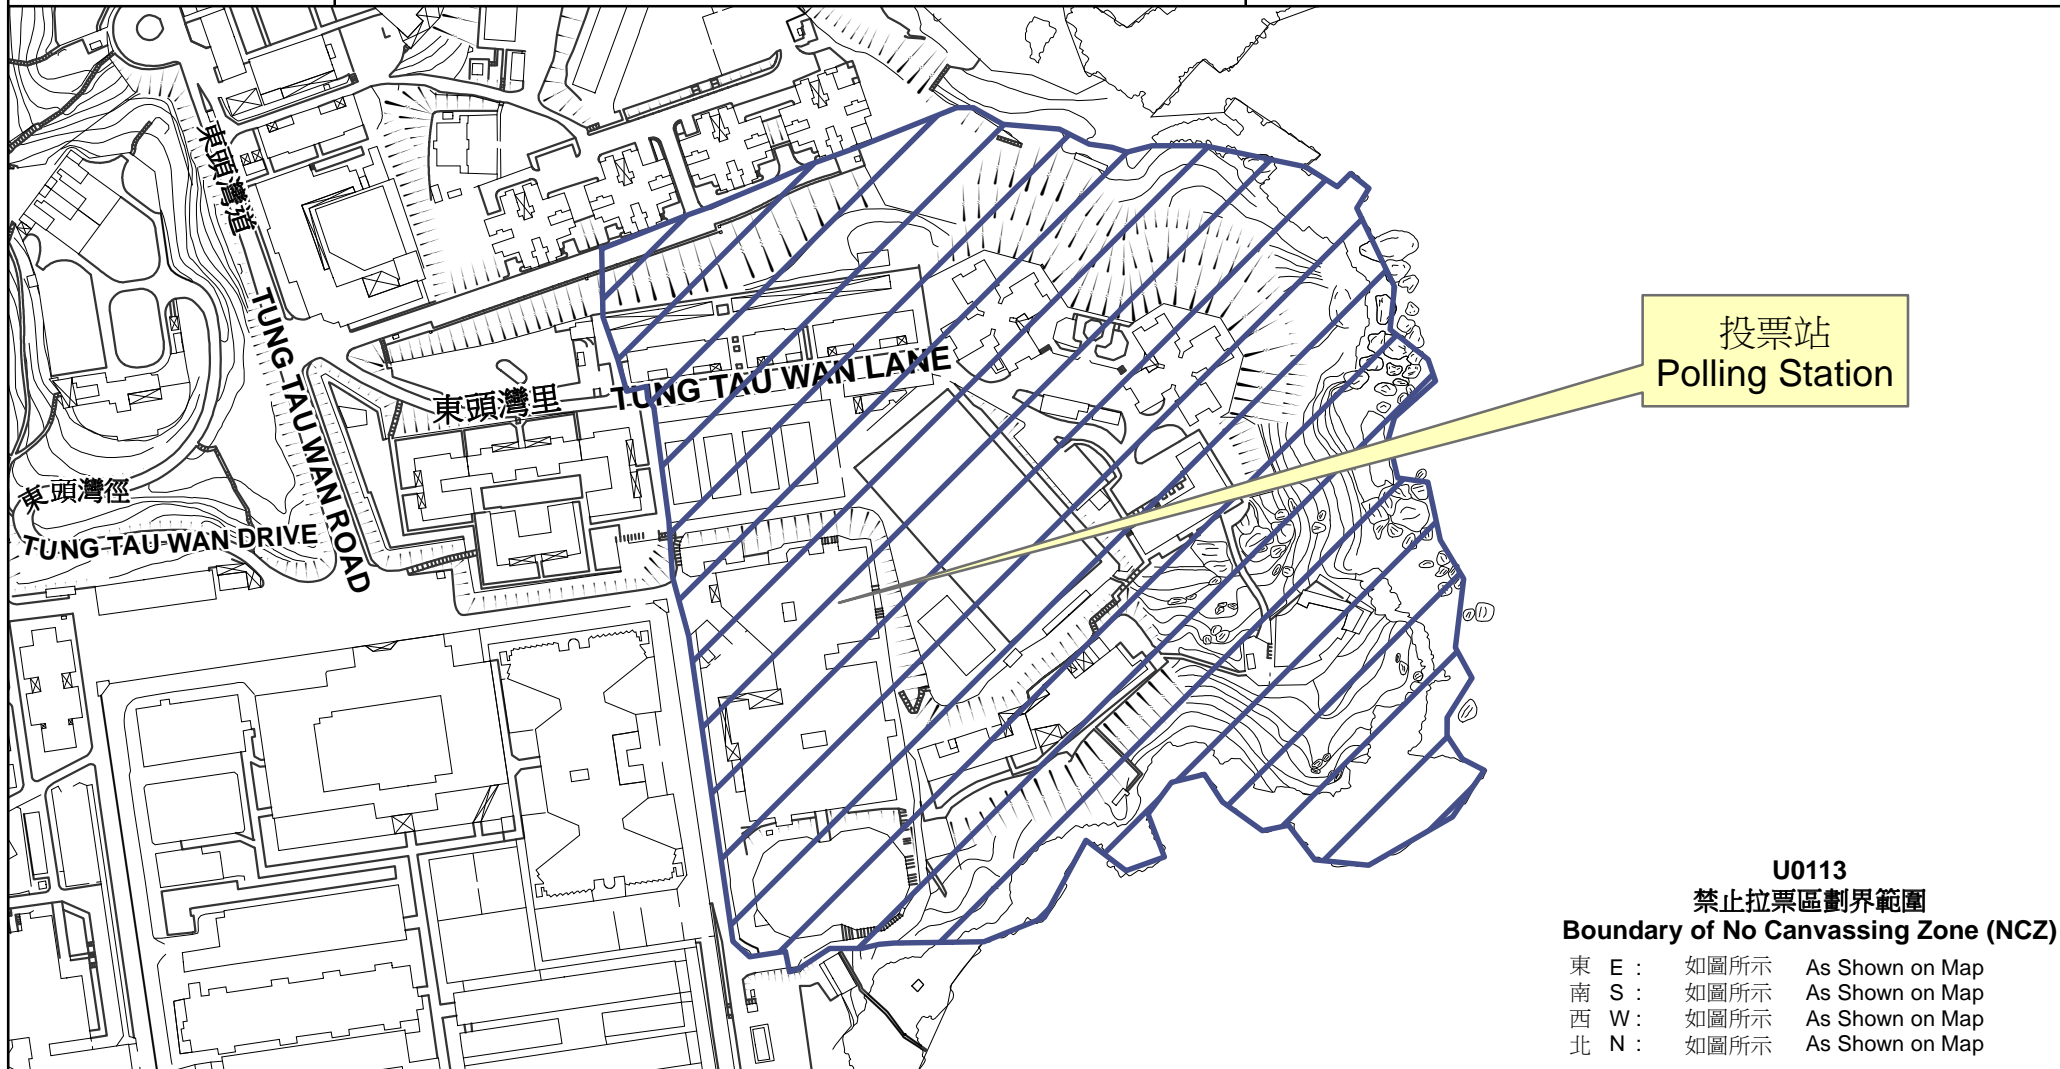 東頭灣道
TUNG TAU WAN ROAD
東頭灣里
TUNG TAU WAN LANE
東頭灣徑
TUNG TAU WAN DRIVE
投票站
Polling Station
U0113
禁止拉票區劃界範圍
Boundary of No Canvassing Zone (NCZ)
東 E : 如圖所示 As Shown on Map
南 S : 如圖所示 As Shown on Map
西 W : 如圖所示 As Shown on Map
北 N : 如圖所示 As Shown on Map